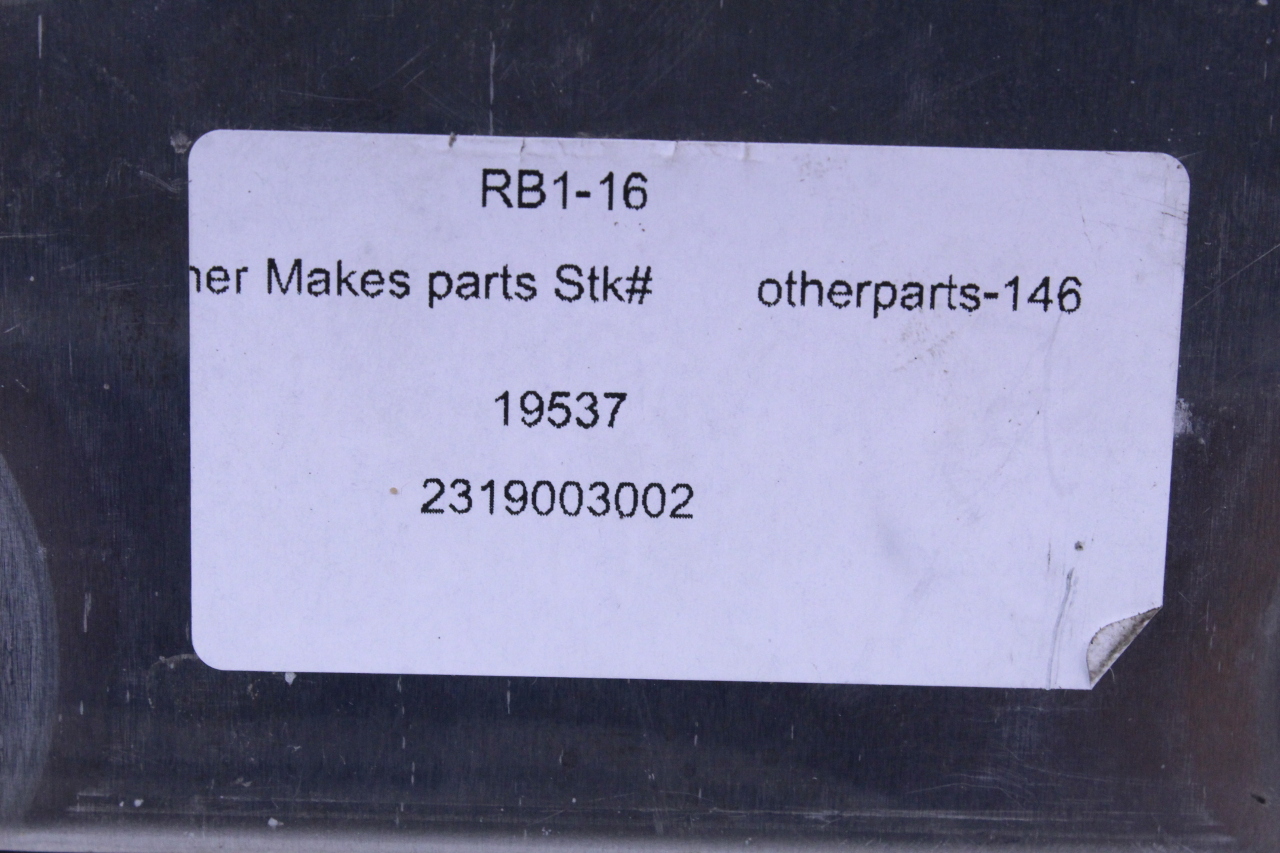 RB1-16
her Makes parts Stk# otherparts-146
19537
2319003002